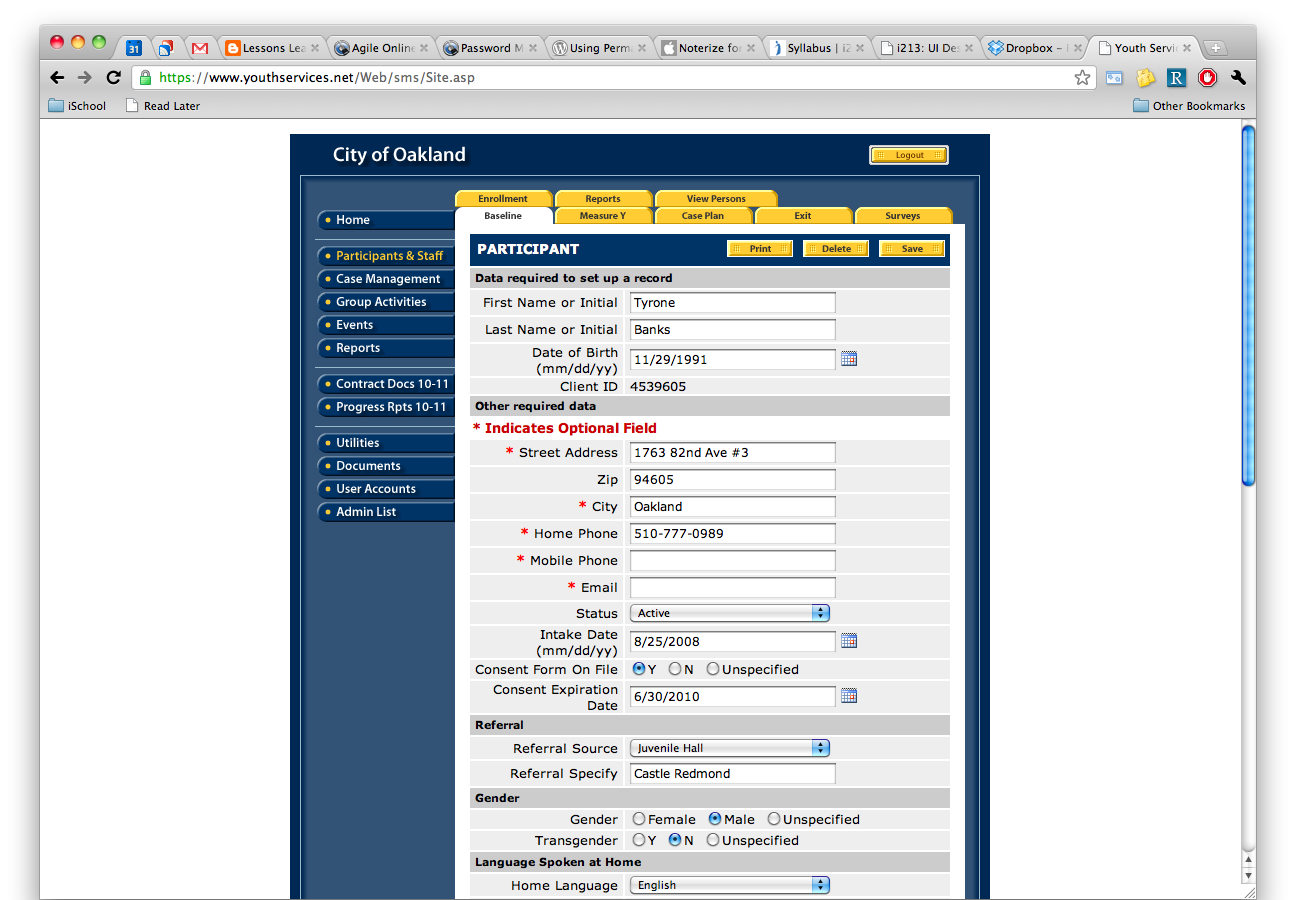 31
Lessons Lea
Agile Online
Password M
Using Perm
Noterize for
Syllabus | i2
i213: UI Des
Dropbox -
Youth Servi
https://www.youthservices.net/Web/sms/Site.asp
R
iSchool
Read Later
Other Bookmarks
City of Oakland
Logout
Enrollment Reports View Persons
Baseline Measure Y Case Plan Exit Surveys
Home
Participants & Staff
Case Management
Group Activities
Events
Reports
Contract Docs 10-11
Progress Rpts 10-11
Utilities
Documents
User Accounts
Admin List
PARTICIPANT Print Delete Save
Data required to set up a record
First Name or Initial Tyrone
Last Name or Initial Banks
Date of Birth
(mm/dd/yy) 11/29/1991
Client ID 4539605
Other required data
* Indicates Optional Field
* Street Address 1763 82nd Ave #3
Zip 94605
* City Oakland
* Home Phone 510-777-0989
* Mobile Phone
* Email
Status Active
Intake Date
(mm/dd/yy) 8/25/2008
Consent Form On File Y N Unspecified
Consent Expiration
Date 6/30/2010
Referral
Referral Source Juvenile Hall
Referral Specify Castle Redmond
Gender
Gender Female Male Unspecified
Transgender Y N Unspecified
Language Spoken at Home
Home Language English